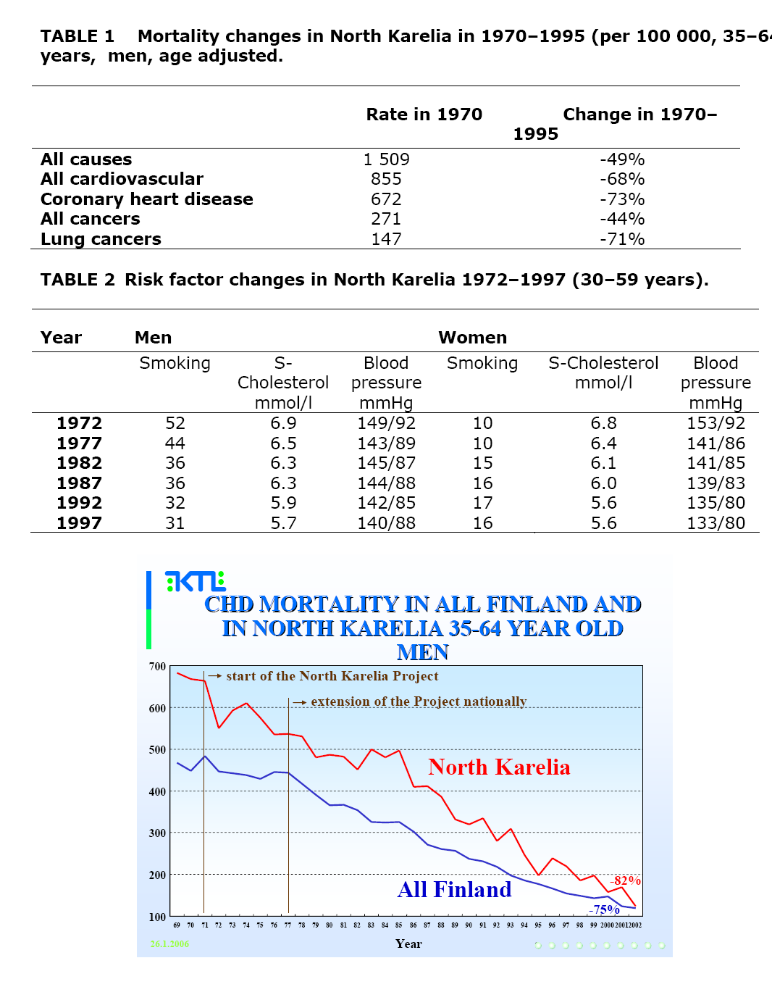 TABLE 1 Mortality changes in North Karelia in 1970–1995 (per 100 000, 35–64
years, men, age adjusted.
Rate in 1970 Change in 1970–
1995
All causes 1 509 -49%
All cardiovascular 855 -68%
Coronary heart disease 672 -73%
All cancers 271 -44%
Lung cancers 147 -71%
TABLE 2 Risk factor changes in North Karelia 1972–1997 (30–59 years).
Year Men Women
Smoking S- Blood Smoking S-Cholesterol Blood
Cholesterol pressure mmol/l pressure
mmol/l mmHg mmHg
1972 52 6.9 149/92 10 6.8 153/92
1977 44 6.5 143/89 10 6.4 141/86
1982 36 6.3 145/87 15 6.1 141/85
1987 36 6.3 144/88 16 6.0 139/83
1992 32 5.9 142/85 17 5.6 135/80
1997 31 5.7 140/88 16 5.6 133/80
KTL
CHD MORTALITY IN ALL FINLAND AND
IN NORTH KARELIA 35-64 YEAR OLD
MEN
700
start of the North Karelia Project
extension of the Project nationally
600
500
North Karelia
400
300
200
-82%
All Finland
-75%
100
69 70 71 72 73 74 75 76 77 78 79 80 81 82 83 84 85 86 87 88 89 90 91 92 93 94 95 96 97 98 99 2000 2001 2002
26.1.2006
Year